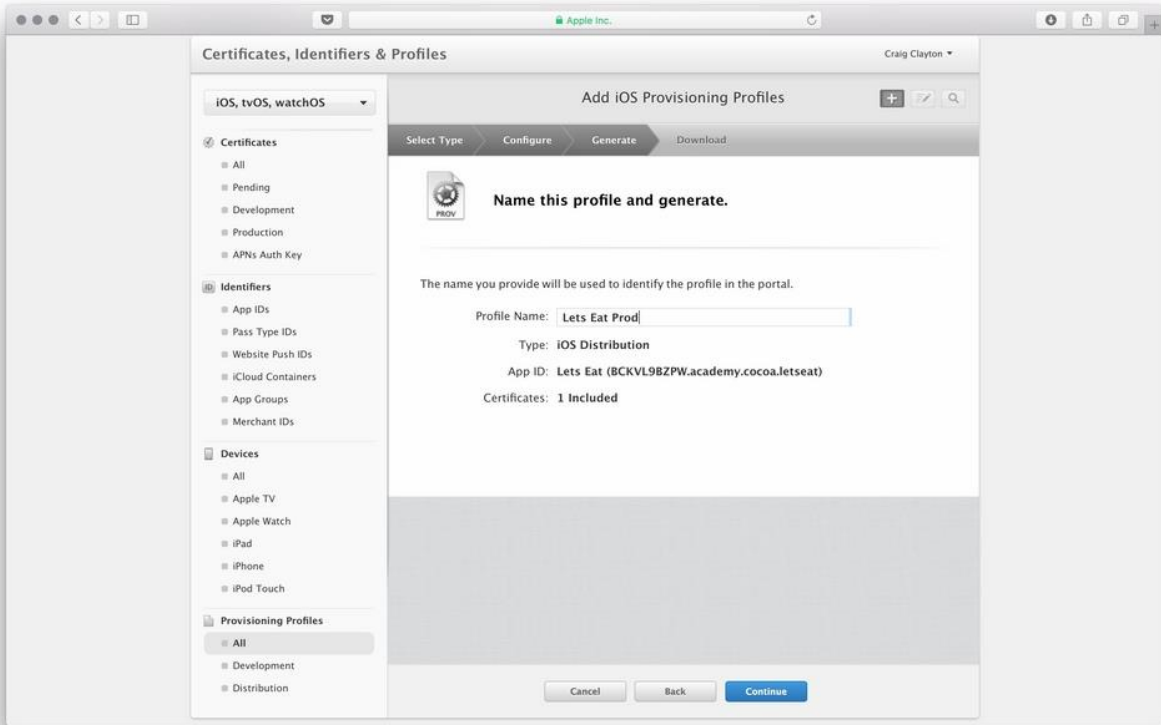 Apple Inc.
Certificates, Identifiers & Profiles
Craig Clayton
iOS, tvOS, watchOS
Certificates
All
Pending
Development
Production
APNs Auth Key
ID Identifiers
App IDs
Pass Type IDs
Website Push IDs
iCloud Containers
App Groups
Merchant IDs
Devices
All
Apple TV
Apple Watch
iPad
iPhone
iPod Touch
Provisioning Profiles
All
Development
Distribution
Add iOS Provisioning Profiles
Select Type Configure Generate Download
PROV
Name this profile and generate.
The name you provide will be used to identify the profile in the portal.
Profile Name: Lets Eat Prod
Type: iOS Distribution
App ID: Lets Eat (BCKVL9BZPW.academy.cocoa.letseat)
Certificates: 1 Included
Cancel Back Continue